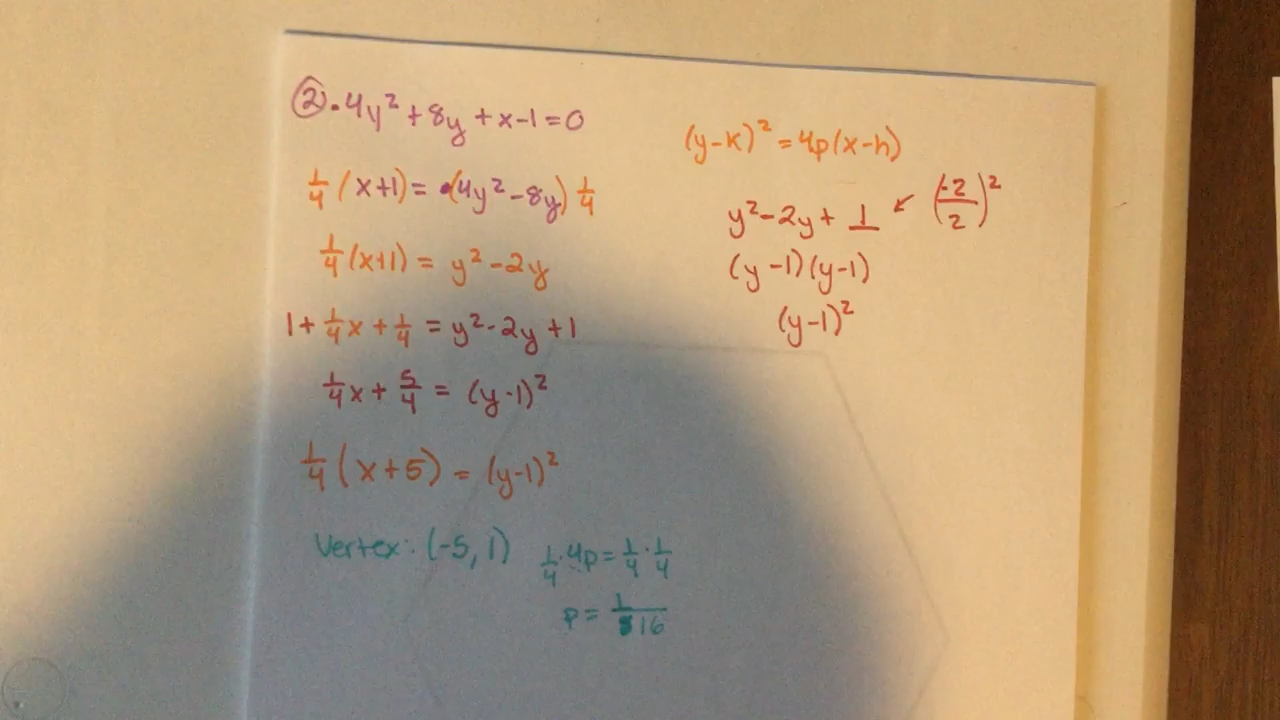 ② -4y² + 8y + x - 1 = 0
1/4 (x+1) = (4y² - 8y) 1/4
1/4 (x+1) = y² - 2y
1 + 1/4 x + 1/4 = y² - 2y + 1
1/4 x + 5/4 = (y-1)²
1/4 (x+5) = (y-1)²
Vertex: (-5, 1)
1/4 · 4p = 1/4 · 1/4
p = 1/16
(y-k)² = 4p(x-h)
y² - 2y + 1 ← (-2/2)²
(y-1)(y-1)
(y-1)²